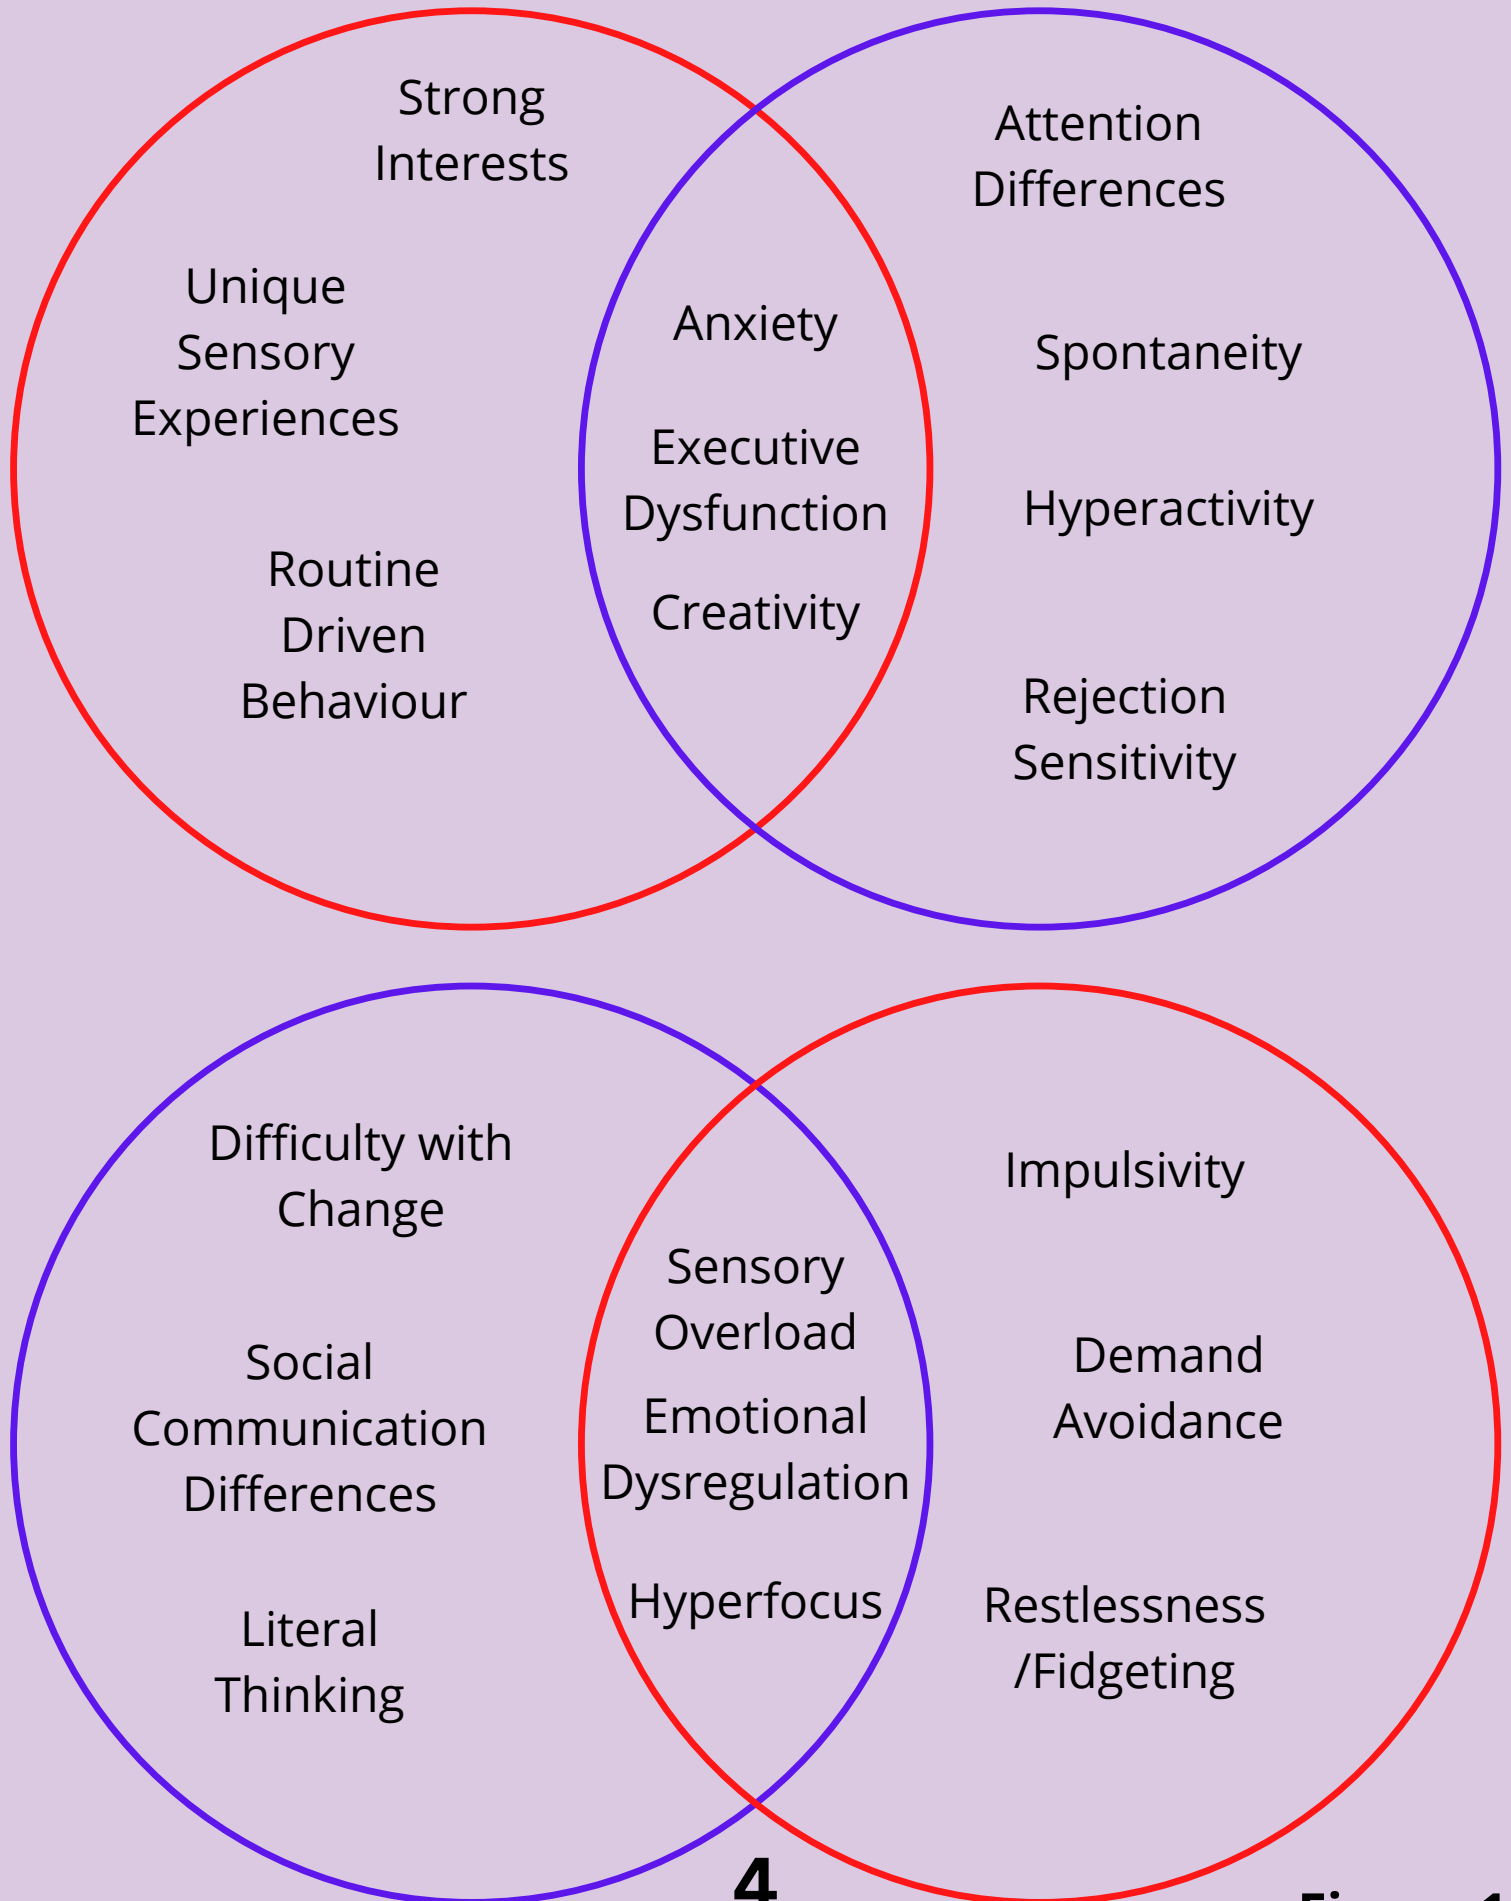 Strong
Interests
Unique
Sensory
Experiences
Routine
Driven
Behaviour
Anxiety
Executive
Dysfunction
Creativity
Attention
Differences
Spontaneity
Hyperactivity
Rejection
Sensitivity
Difficulty with
Change
Social
Communication
Differences
Literal
Thinking
Sensory
Overload
Emotional
Dysregulation
Hyperfocus
Impulsivity
Demand
Avoidance
Restlessness
/Fidgeting
4